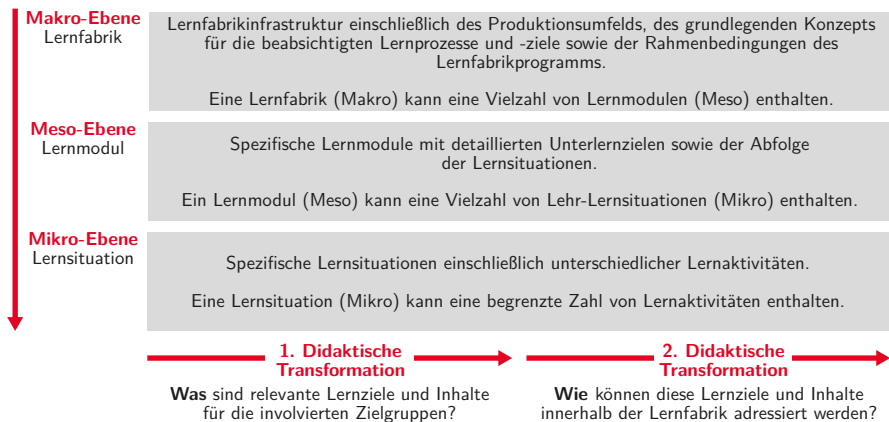 Makro-Ebene
Lernfabrik
Lernfabrikinfrastruktur einschließlich des Produktionsumfelds, des grundlegenden Konzepts
für die beabsichtigten Lernprozesse und -ziele sowie der Rahmenbedingungen des
Lernfabrikprogramms.
Eine Lernfabrik (Makro) kann eine Vielzahl von Lernmodulen (Meso) enthalten.
Meso-Ebene
Lernmodul
Spezifische Lernmodule mit detaillierten Unterlernzielen sowie der Abfolge
der Lernsituationen.
Ein Lernmodul (Meso) kann eine Vielzahl von Lehr-Lernsituationen (Mikro) enthalten.
Mikro-Ebene
Lernsituation
Spezifische Lernsituationen einschließlich unterschiedlicher Lernaktivitäten.
Eine Lernsituation (Mikro) kann eine begrenzte Zahl von Lernaktivitäten enthalten.
1. Didaktische
Transformation
Was sind relevante Lernziele und Inhalte
für die involvierten Zielgruppen?
2. Didaktische
Transformation
Wie können diese Lernziele und Inhalte
innerhalb der Lernfabrik adressiert werden?